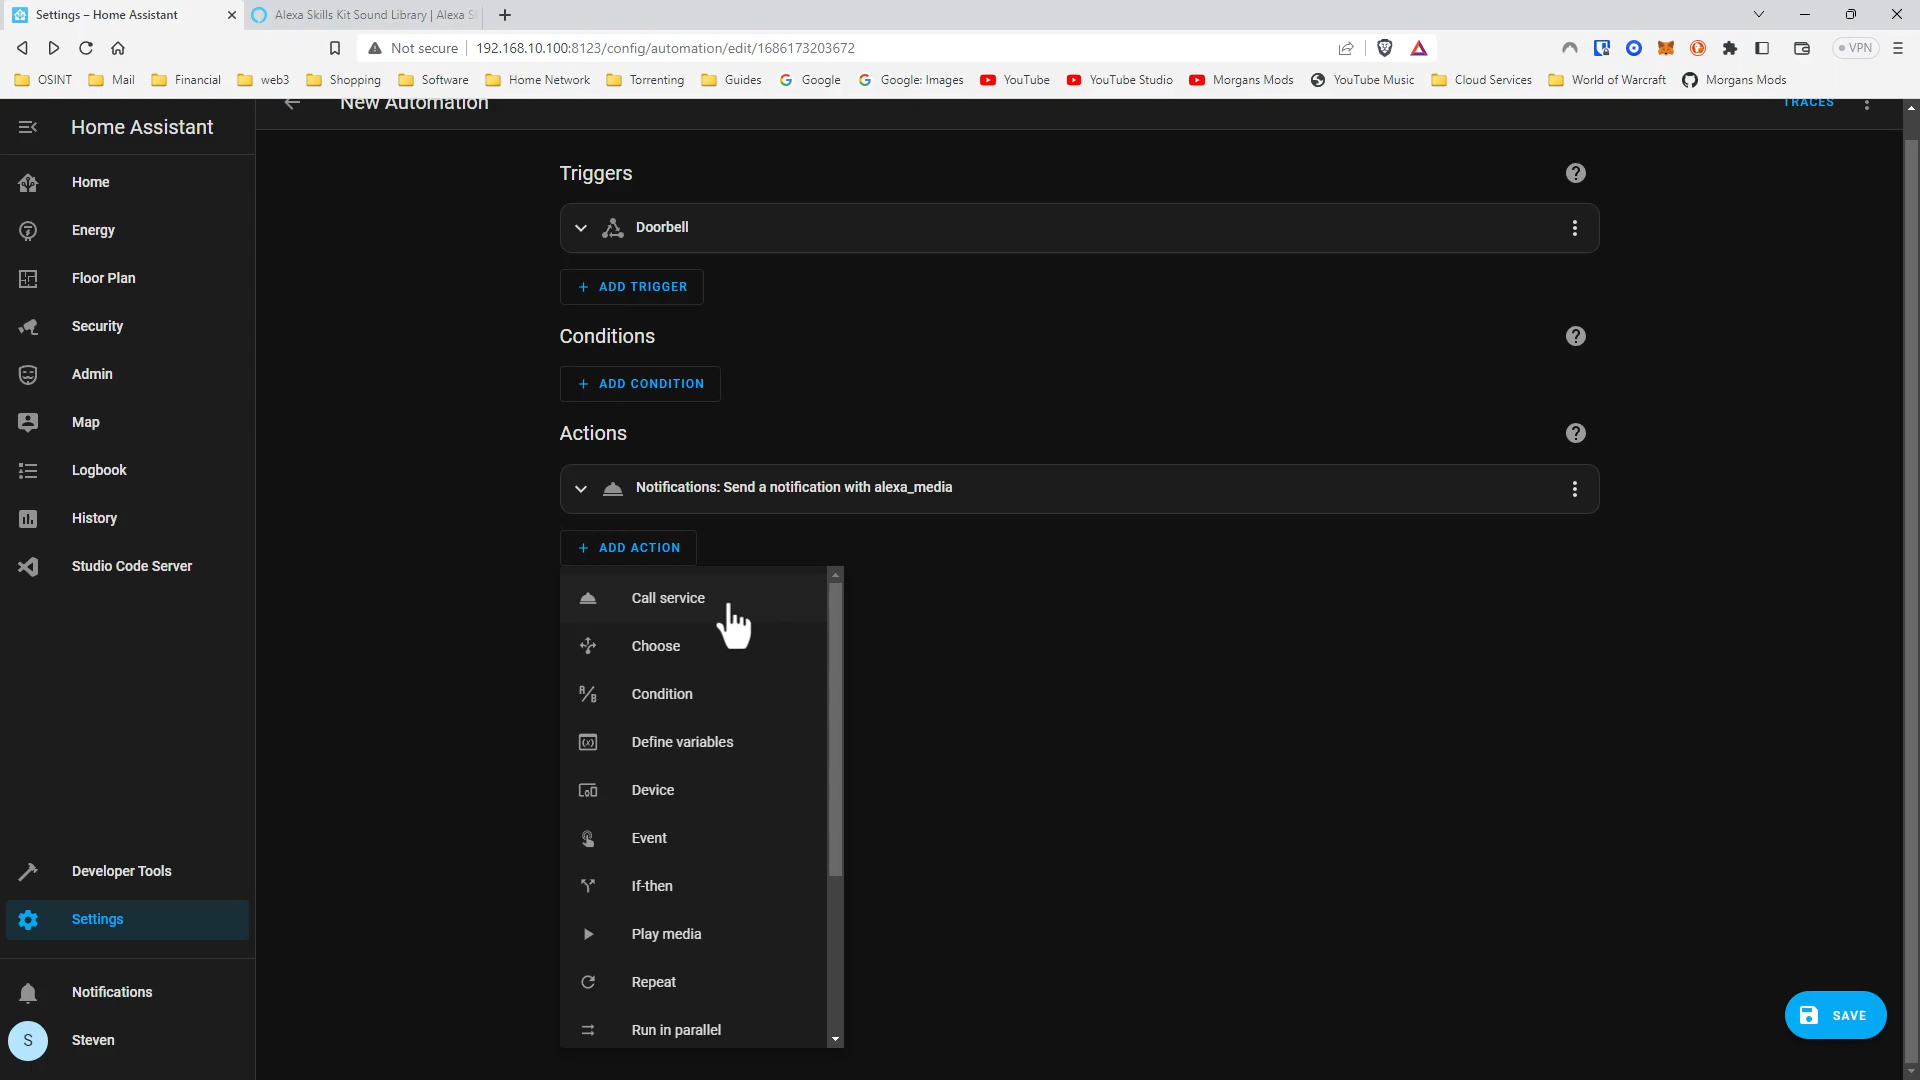 Settings – Home Assistant
Alexa Skills Kit Sound Library | Alexa S
Not secure
192.168.10.100:8123/config/automation/edit/1686173203672
VPN
OSINT
Mail
Financial
web3
Shopping
Software
Home Network
Torrenting
Guides
Google
Google: Images
YouTube
YouTube Studio
Morgans Mods
YouTube Music
Cloud Services
World of Warcraft
Morgans Mods
Home Assistant
New Automation
TRACES
Home
Energy
Floor Plan
Security
Admin
Map
Logbook
History
Studio Code Server
Developer Tools
Settings
Notifications
S
Steven
Triggers
Doorbell
+ ADD TRIGGER
Conditions
+ ADD CONDITION
Actions
Notifications: Send a notification with alexa_media
+ ADD ACTION
Call service
Choose
Condition
Define variables
Device
Event
If-then
Play media
Repeat
Run in parallel
SAVE